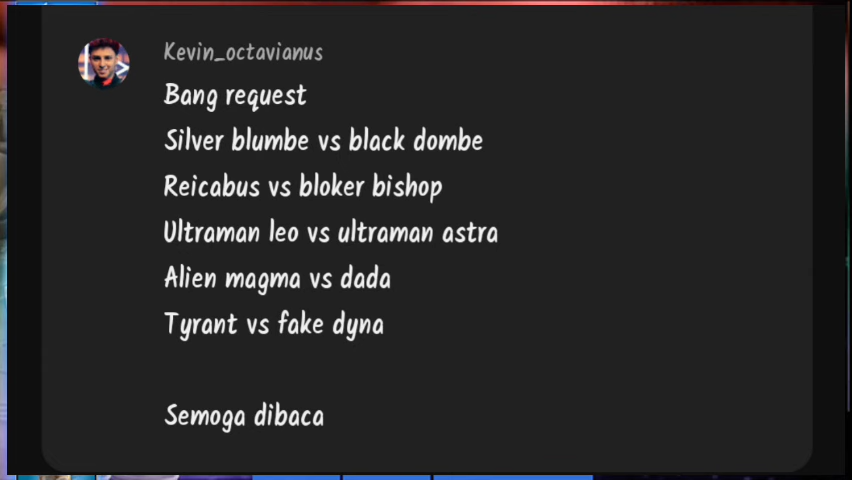 Kevin_octavianus
Bang request
Silver blumbe vs black dombe
Reicabus vs bloker bishop
Ultraman leo vs ultraman astra
Alien magma vs dada
Tyrant vs fake dyna
Semoga dibaca